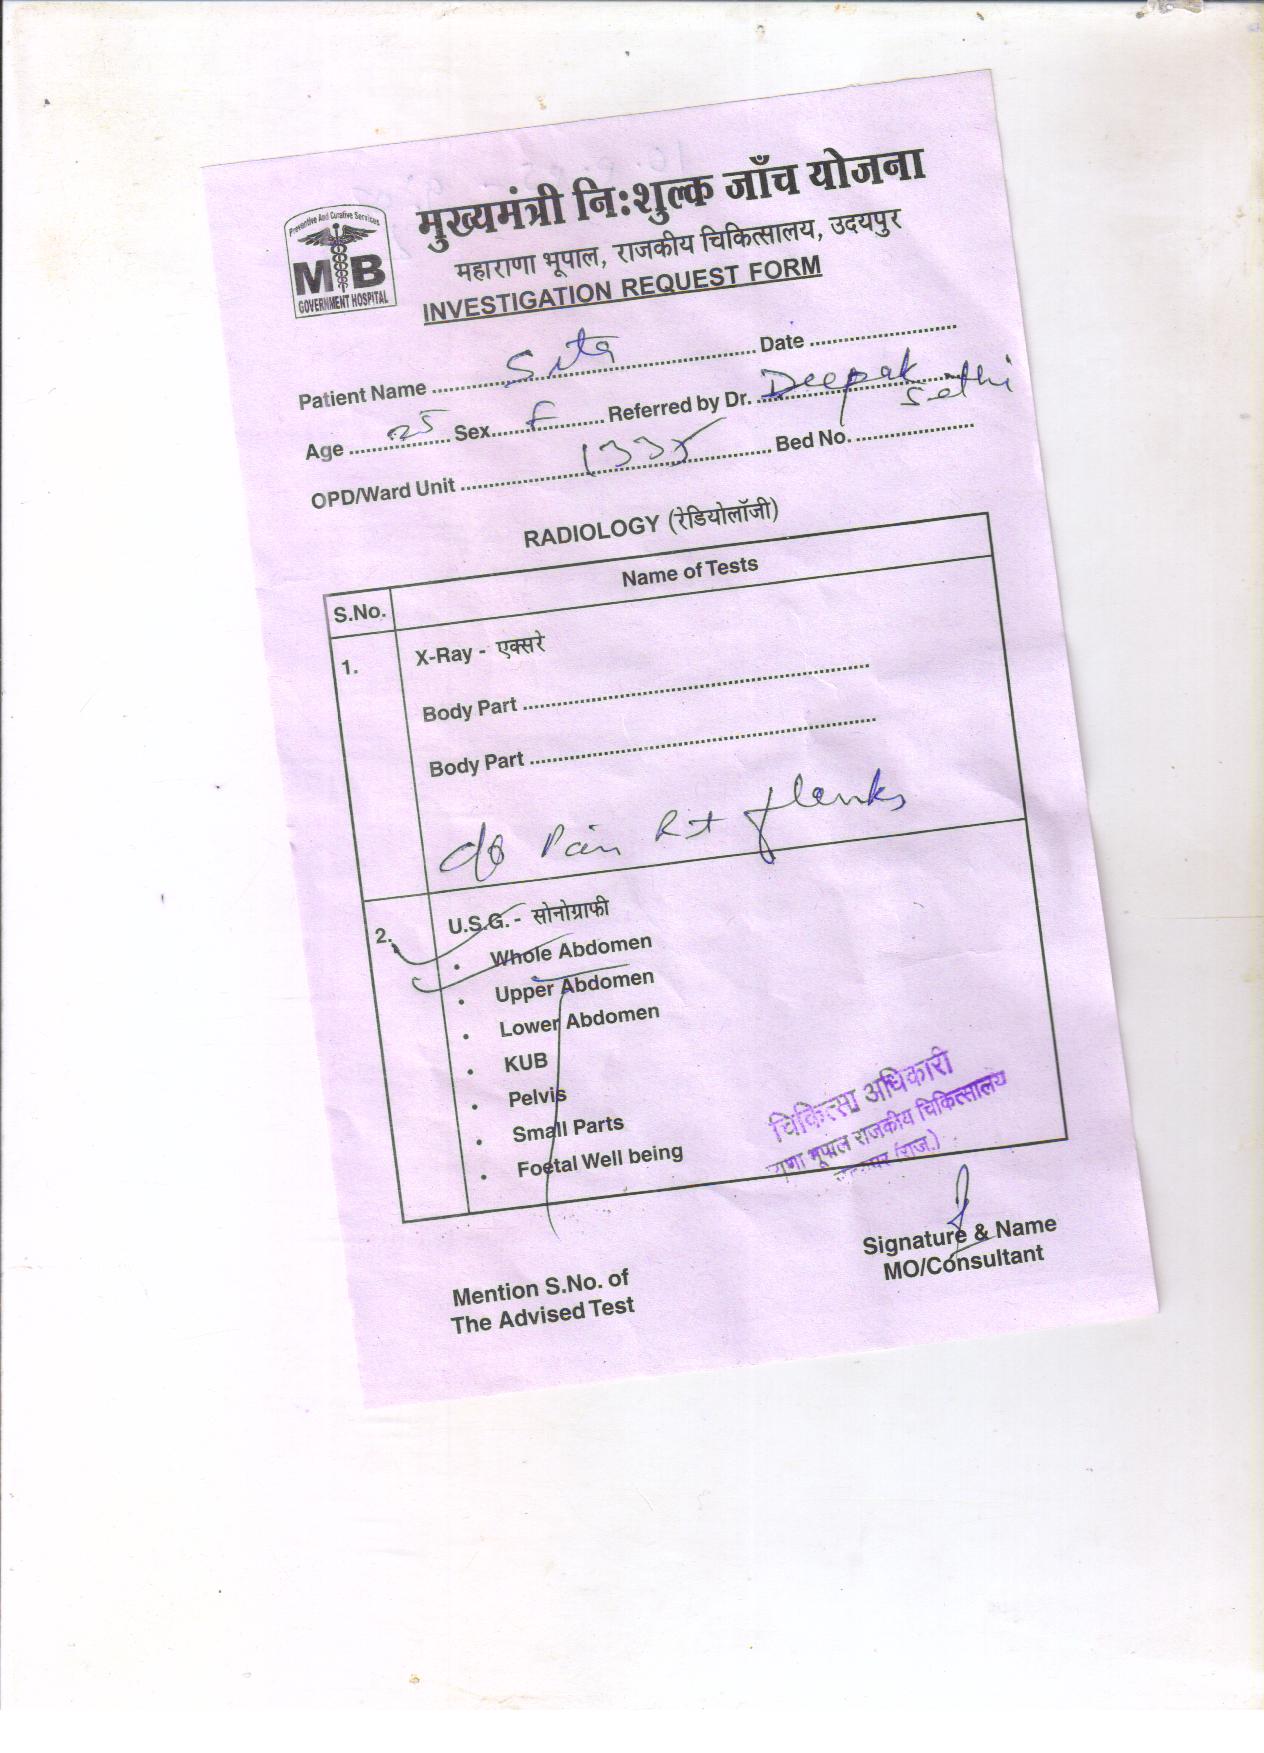 Preventive And Curative Services
MB
GOVERNMENT HOSPITAL
मुख्यमंत्री नि:शुल्क जाँच योजना
महाराणा भूपाल, राजकीय चिकित्सालय, उदयपुर
INVESTIGATION REQUEST FORM
Patient Name ........ Sita ........ Date ........
Age ..... 25 ..... Sex..... F ..... Referred by Dr. ..... Deepak Sethi
OPD/Ward Unit ........ 1335 ........ Bed No. ........
RADIOLOGY (रेडियोलॉजी)
S.No. Name of Tests
1. X-Ray - एक्सरे
Body Part ........
Body Part ........
c/o Pain Rt flanks
2. U.S.G. - सोनोग्राफी
• Whole Abdomen
• Upper Abdomen
• Lower Abdomen
• KUB
• Pelvis
• Small Parts
• Foetal Well being
चिकित्सा अधिकारी
भूपाल राजकीय चिकित्सालय
(राज.)
Signature & Name
MO/Consultant
Mention S.No. of
The Advised Test